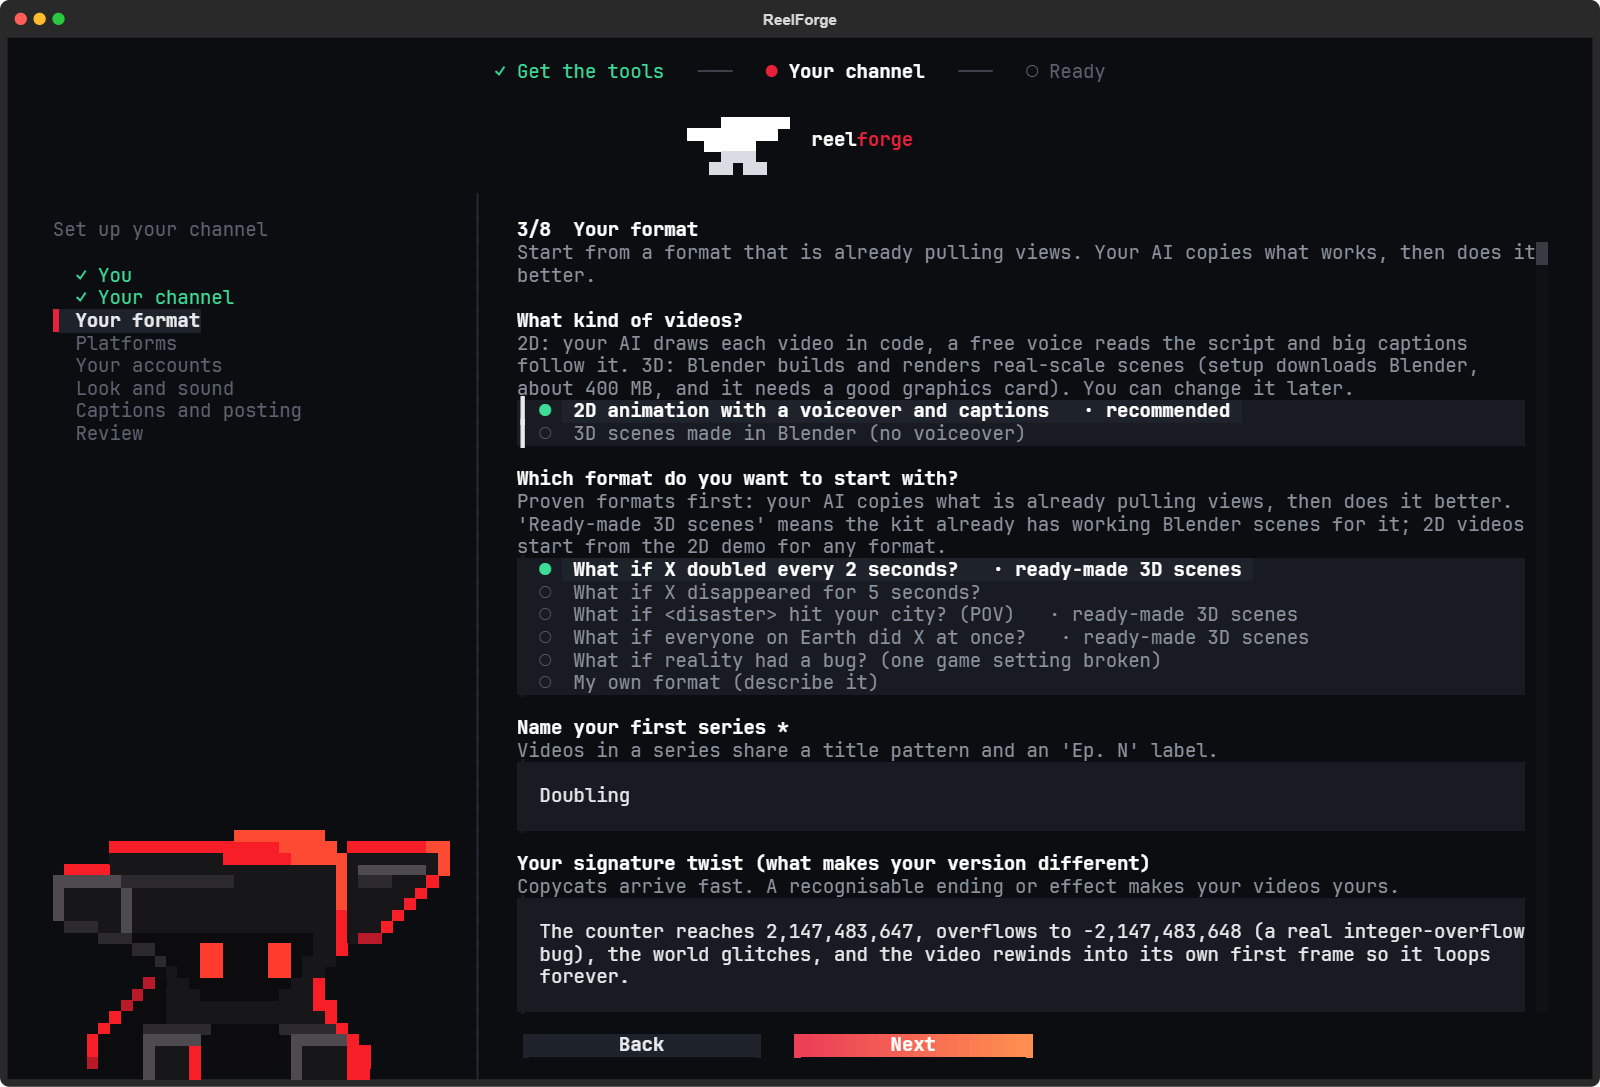 ReelForge
✓ Get the tools —— ● Your channel —— ○ Ready
reelforge
Set up your channel
✓ You
✓ Your channel
Your format
Platforms
Your accounts
Look and sound
Captions and posting
Review
3/8 Your format
Start from a format that is already pulling views. Your AI copies what works, then does it
better.
What kind of videos?
2D: your AI draws each video in code, a free voice reads the script and big captions
follow it. 3D: Blender builds and renders real-scale scenes (setup downloads Blender,
about 400 MB, and it needs a good graphics card). You can change it later.
● 2D animation with a voiceover and captions · recommended
○ 3D scenes made in Blender (no voiceover)
Which format do you want to start with?
Proven formats first: your AI copies what is already pulling views, then does it better.
'Ready-made 3D scenes' means the kit already has working Blender scenes for it; 2D videos
start from the 2D demo for any format.
● What if X doubled every 2 seconds? · ready-made 3D scenes
○ What if X disappeared for 5 seconds?
○ What if <disaster> hit your city? (POV) · ready-made 3D scenes
○ What if everyone on Earth did X at once? · ready-made 3D scenes
○ What if reality had a bug? (one game setting broken)
○ My own format (describe it)
Name your first series *
Videos in a series share a title pattern and an 'Ep. N' label.
Doubling
Your signature twist (what makes your version different)
Copycats arrive fast. A recognisable ending or effect makes your videos yours.
The counter reaches 2,147,483,647, overflows to -2,147,483,648 (a real integer-overflow
bug), the world glitches, and the video rewinds into its own first frame so it loops
forever.
Back
Next